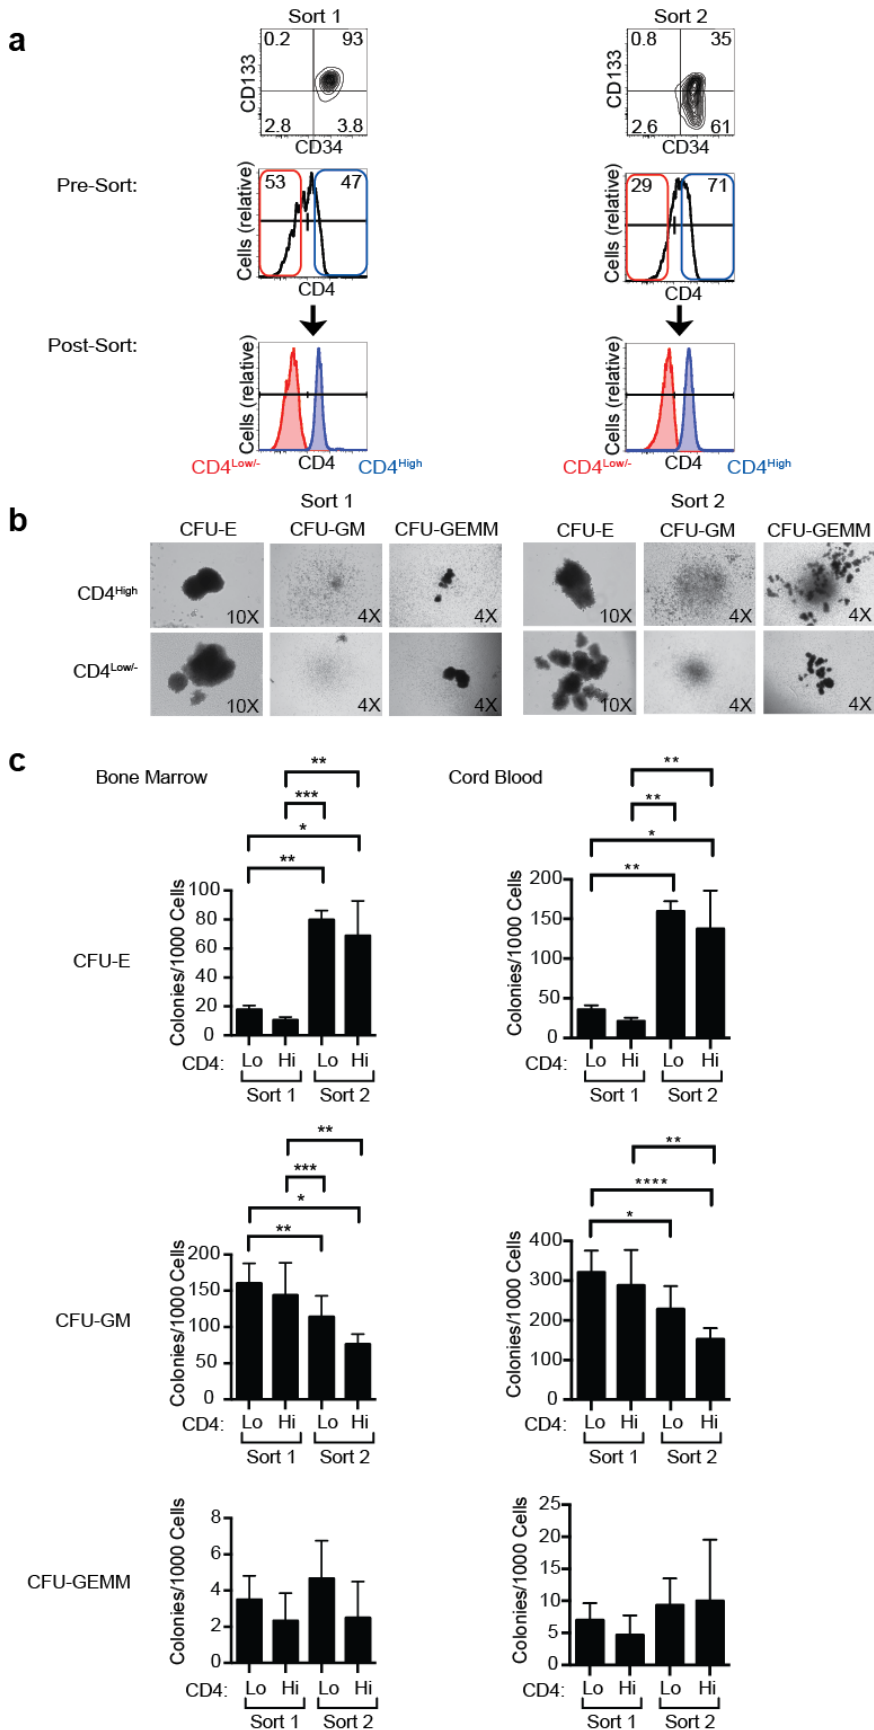 a
Sort 1
Sort 2
0.2 93
0.8 35
CD133
CD133
2.8 3.8
2.6 61
CD34
CD34
Pre-Sort:
53 47
29 71
Cells (relative)
Cells (relative)
CD4
CD4
Post-Sort:
Cells (relative)
Cells (relative)
CD4Low/- CD4 CD4High
CD4Low/- CD4 CD4High
b
Sort 1
Sort 2
CFU-E CFU-GM CFU-GEMM
CFU-E CFU-GM CFU-GEMM
CD4High
10X 4X 4X
10X 4X 4X
CD4Low/-
10X 4X 4X
10X 4X 4X
c
Bone Marrow
Cord Blood
CFU-E
**
***
*
**
Colonies/1000 Cells
100
80
60
40
20
0
CD4: Lo Hi Lo Hi
Sort 1 Sort 2
**
**
*
**
Colonies/1000 Cells
200
150
100
50
0
CD4: Lo Hi Lo Hi
Sort 1 Sort 2
CFU-GM
**
***
*
**
Colonies/1000 Cells
200
150
100
50
0
CD4: Lo Hi Lo Hi
Sort 1 Sort 2
**
****
*
Colonies/1000 Cells
400
300
200
100
0
CD4: Lo Hi Lo Hi
Sort 1 Sort 2
CFU-GEMM
Colonies/1000 Cells
8
6
4
2
0
CD4: Lo Hi Lo Hi
Sort 1 Sort 2
Colonies/1000 Cells
25
20
15
10
5
0
CD4: Lo Hi Lo Hi
Sort 1 Sort 2